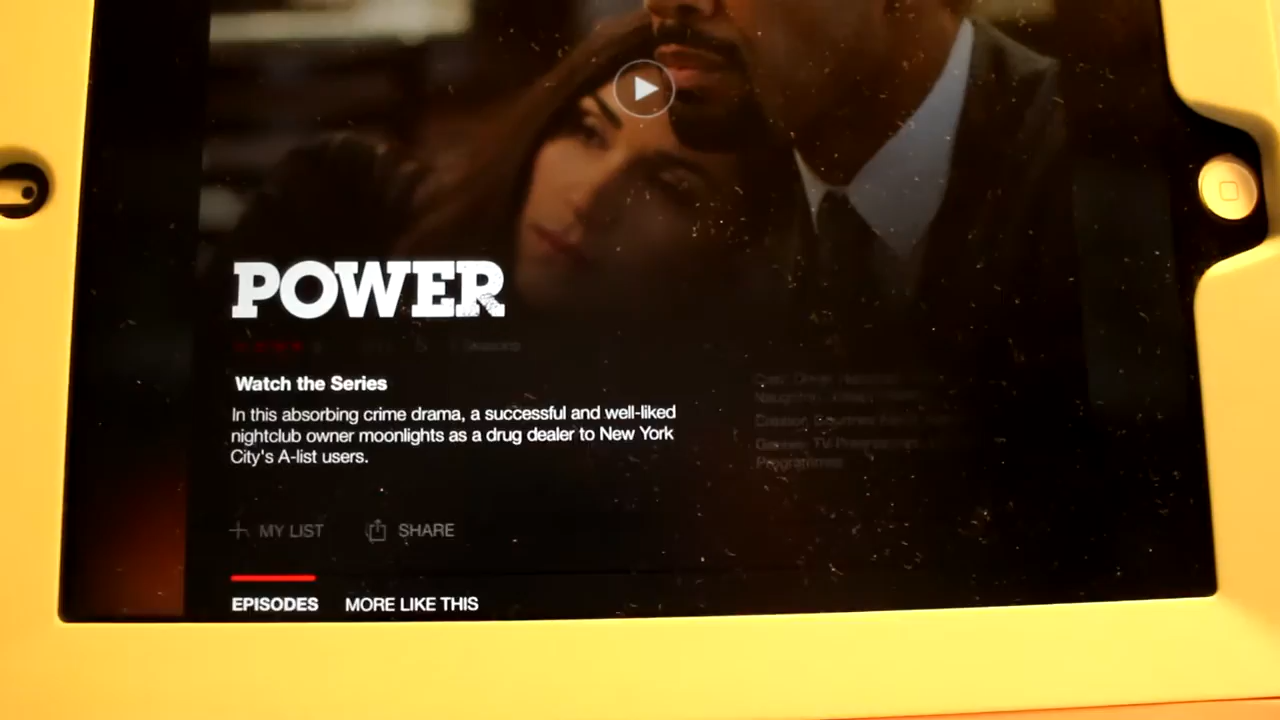 POWER
Watch the Series
In this absorbing crime drama, a successful and well-liked
nightclub owner moonlights as a drug dealer to New York
City's A-list users.
MY LIST
SHARE
EPISODES
MORE LIKE THIS